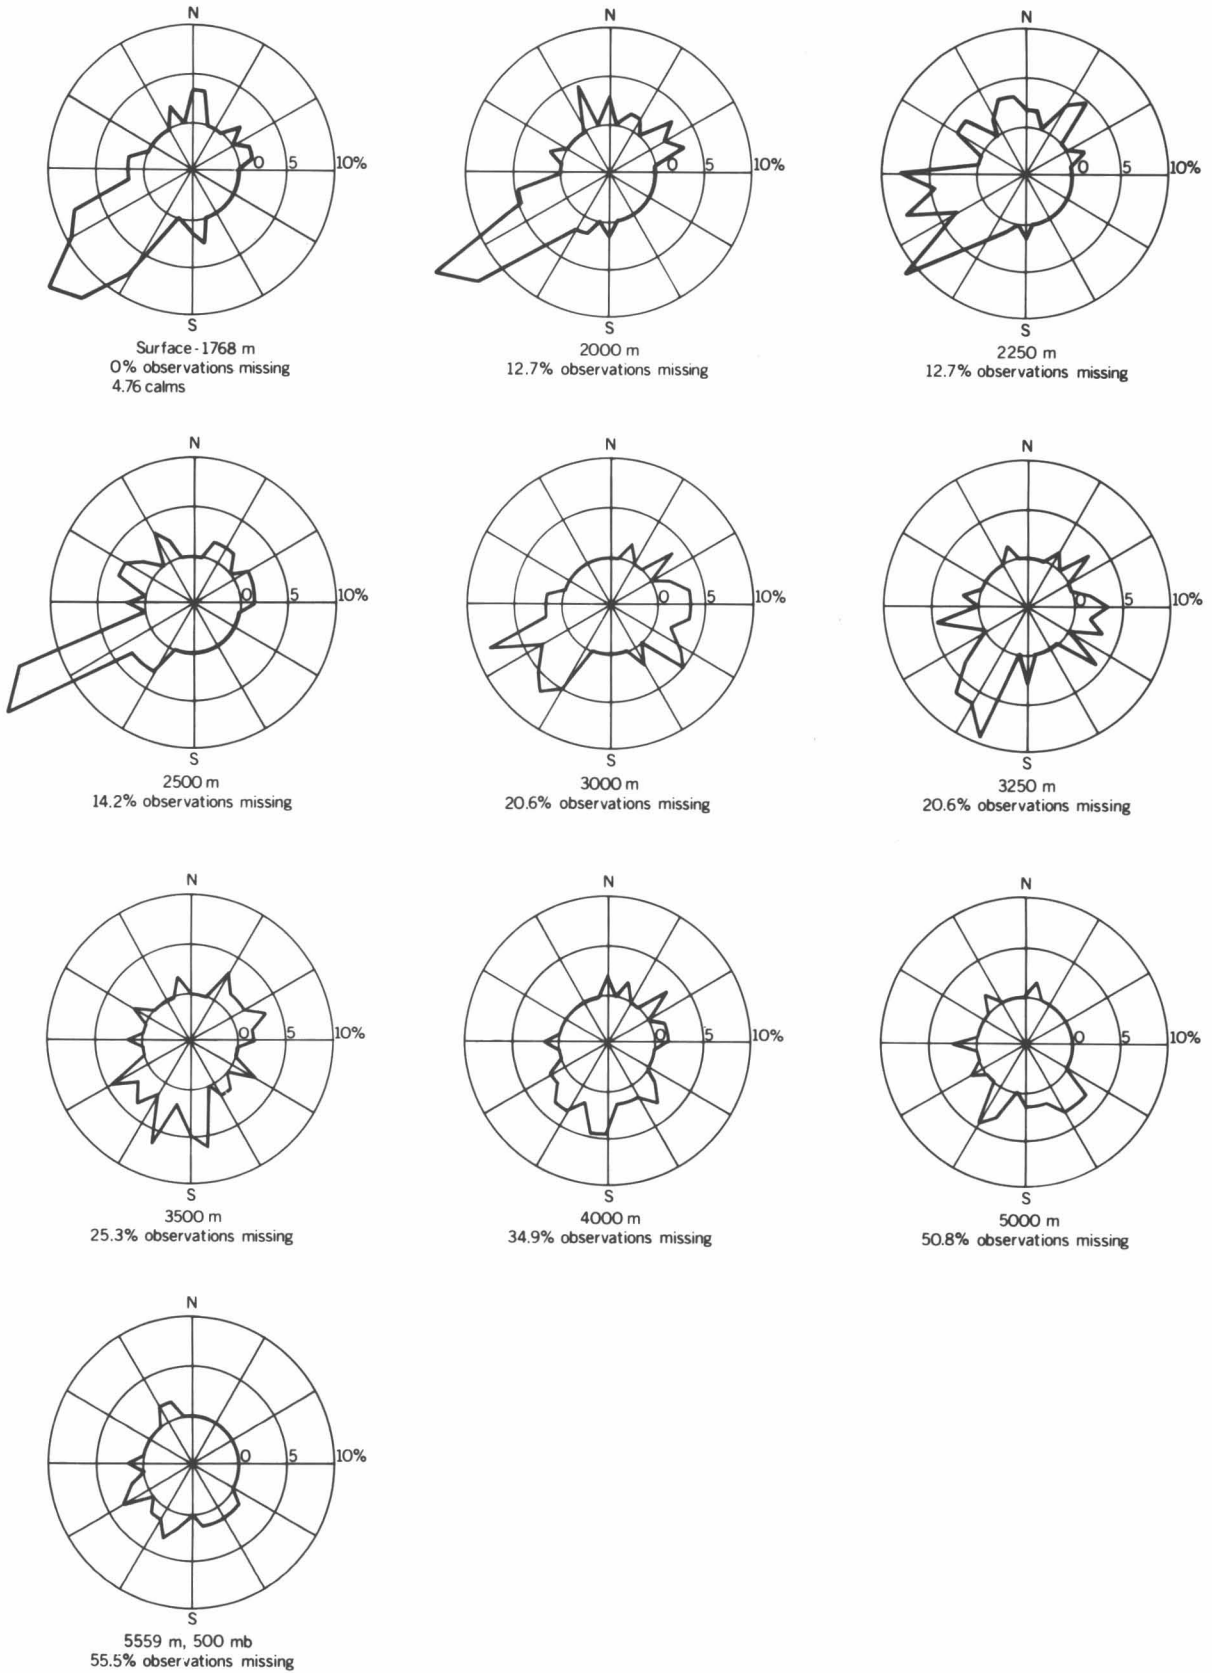 N
0 5 10%
S
Surface-1768 m
0% observations missing
4.76 calms
N
0 5 10%
S
2000 m
12.7% observations missing
N
0 5 10%
S
2250 m
12.7% observations missing
N
0 5 10%
S
2500 m
14.2% observations missing
N
0 5 10%
S
3000 m
20.6% observations missing
N
0 5 10%
S
3250 m
20.6% observations missing
N
0 5 10%
S
3500 m
25.3% observations missing
N
0 5 10%
S
4000 m
34.9% observations missing
N
0 5 10%
S
5000 m
50.8% observations missing
N
0 5 10%
S
5559 m, 500 mb
55.5% observations missing